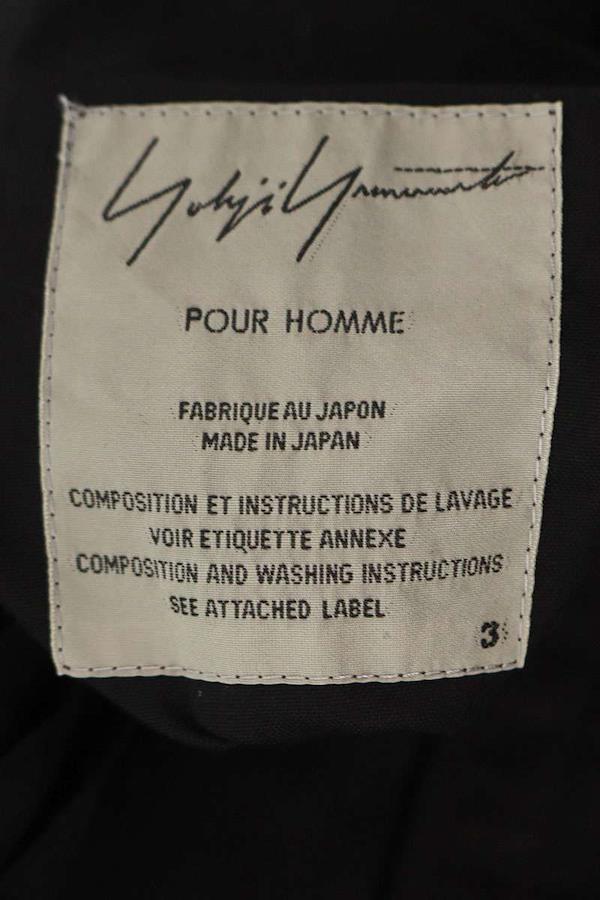 Yohji Yamamoto
POUR HOMME
FABRIQUE AU JAPON
MADE IN JAPAN
COMPOSITION ET INSTRUCTIONS DE LAVAGE
VOIR ETIQUETTE ANNEXE
COMPOSITION AND WASHING INSTRUCTIONS
SEE ATTACHED LABEL
3